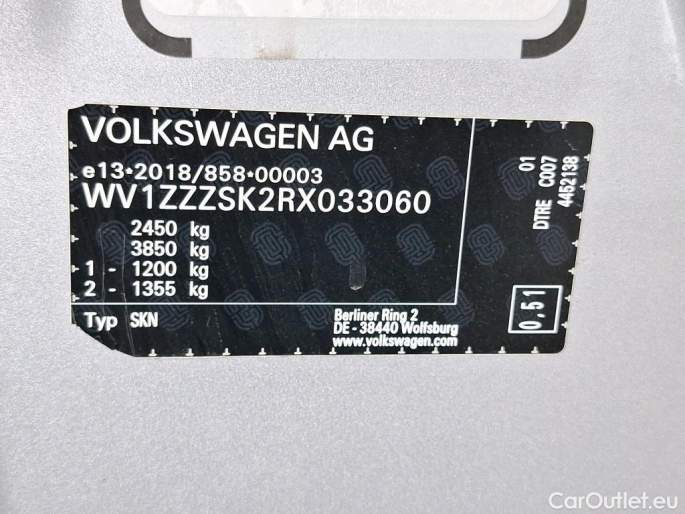 VOLKSWAGEN AG
e13*2018/858*00003
WV1ZZZSK2RX033060
2450 kg
3850 kg
1 - 1200 kg
2 - 1355 kg
Typ SKN
Berliner Ring 2
DE - 38440 Wolfsburg
www.volkswagen.com
01
DTRE C007
4452138
0,51
CarOutlet.eu